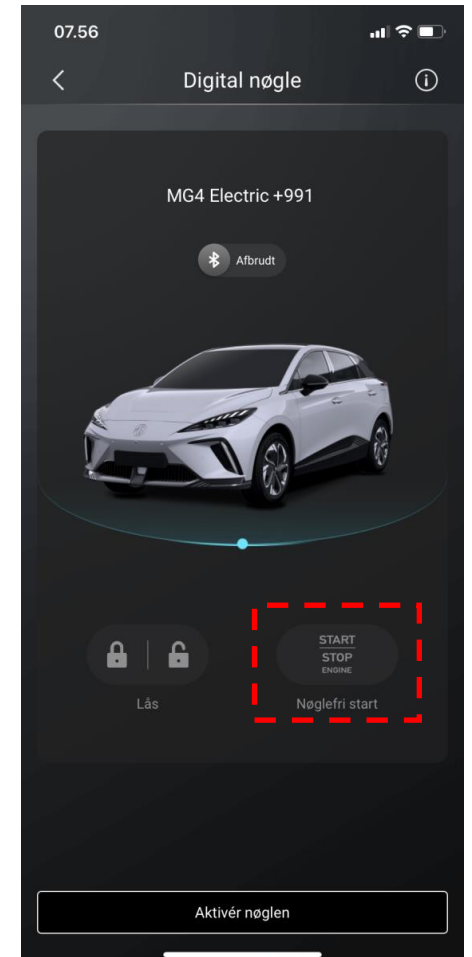 07.56
Digital nøgle
MG4 Electric +991
Afbrudt
START
STOP
ENGINE
Lås
Nøglefri start
Aktivér nøglen